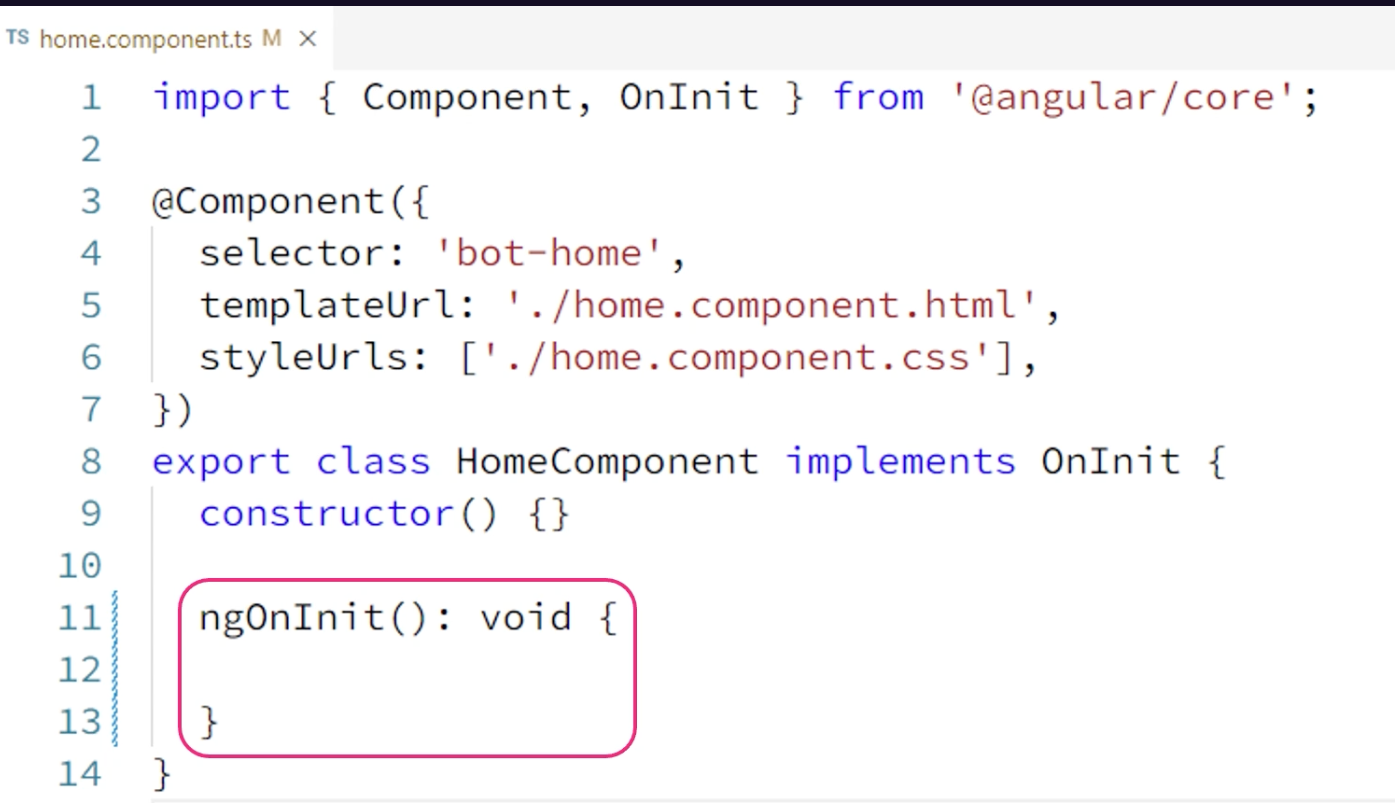 TS home.component.ts M ×
1 import { Component, OnInit } from '@angular/core';
2
3 @Component({
4   selector: 'bot-home',
5   templateUrl: './home.component.html',
6   styleUrls: ['./home.component.css'],
7 })
8 export class HomeComponent implements OnInit {
9   constructor() {}
10
11   ngOnInit(): void {
12
13   }
14 }